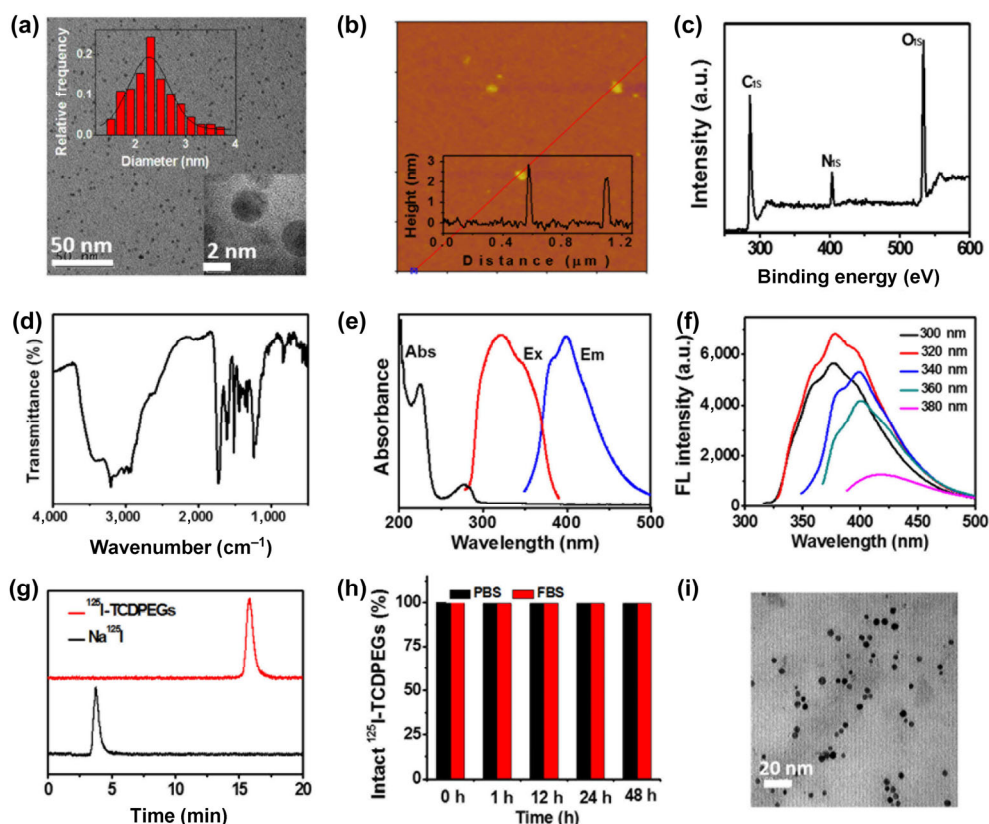 (a)
Relative frequency
0.2
0.1
0.0
2
3
4
Diameter (nm)
50 nm
50 nm
2 nm
(b)
Height (nm)
3
2
1
0
0.0
0.4
0.8
1.2
Distance (μm)
(c)
Intensity (a.u.)
C1S
N1S
O1S
300
400
500
600
Binding energy (eV)
(d)
Transmittance (%)
4,000
3,000
2,000
1,000
Wavenumber (cm⁻¹)
(e)
Absorbance
Abs
Ex
Em
200
300
400
500
Wavelength (nm)
(f)
FL intensity (a.u.)
6,000
4,000
2,000
0
300 nm
320 nm
340 nm
360 nm
380 nm
300
350
400
450
500
Wavelength (nm)
(g)
¹²⁵I-TCDPEGs
Na¹²⁵I
0
5
10
15
20
Time (min)
(h)
Intact ¹²⁵I-TCDPEGs (%)
100
75
50
25
0
PBS
FBS
0 h
1 h
12 h
24 h
48 h
Time (h)
(i)
20 nm